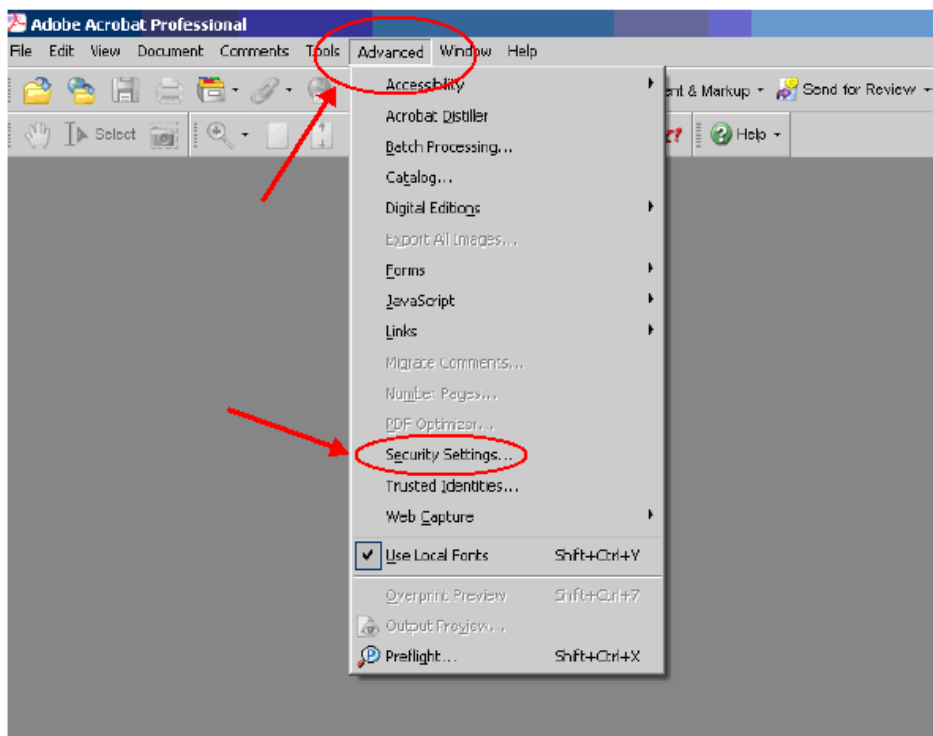 Adobe Acrobat Professional
File Edit View Document Comments Tools Advanced Window Help
& Markup Send for Review
Select Help
Accessibility
Acrobat Distiller
Batch Processing...
Catalog...
Digital Editions
Export All Images...
Forms
JavaScript
Links
Migrate Comments...
Number Pages...
PDF Optimizer...
Security Settings...
Trusted Identities...
Web Capture
Use Local Fonts Shift+Ctrl+Y
Overprint Preview Shift+Ctrl+7
Output Preview...
Preflight... Shift+Ctrl+X